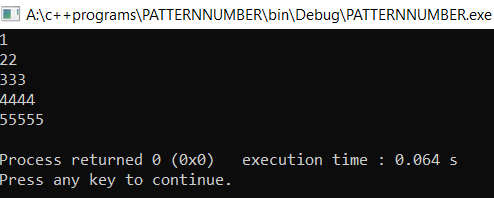 A:\c++programs\PATTERNNUMBER\bin\Debug\PATTERNNUMBER.exe
1
22
333
4444
55555
Process returned 0 (0x0)   execution time : 0.064 s
Press any key to continue.